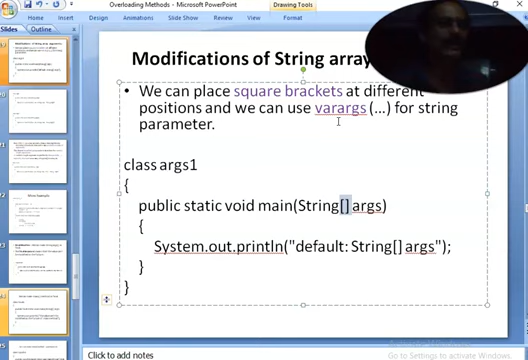 Overloading Methods - Microsoft PowerPoint
Drawing Tools
Home Insert Design Animations Slide Show Review View Format
Slides Outline
Modifications of String array
• We can place square brackets at different
positions and we can use varargs (...) for string
parameter.
class args1
{
public static void main(String[] args)
{
System.out.println("default: String[] args");
}
}
Activate Windows
Go to Settings to activate Windows.
Click to add notes